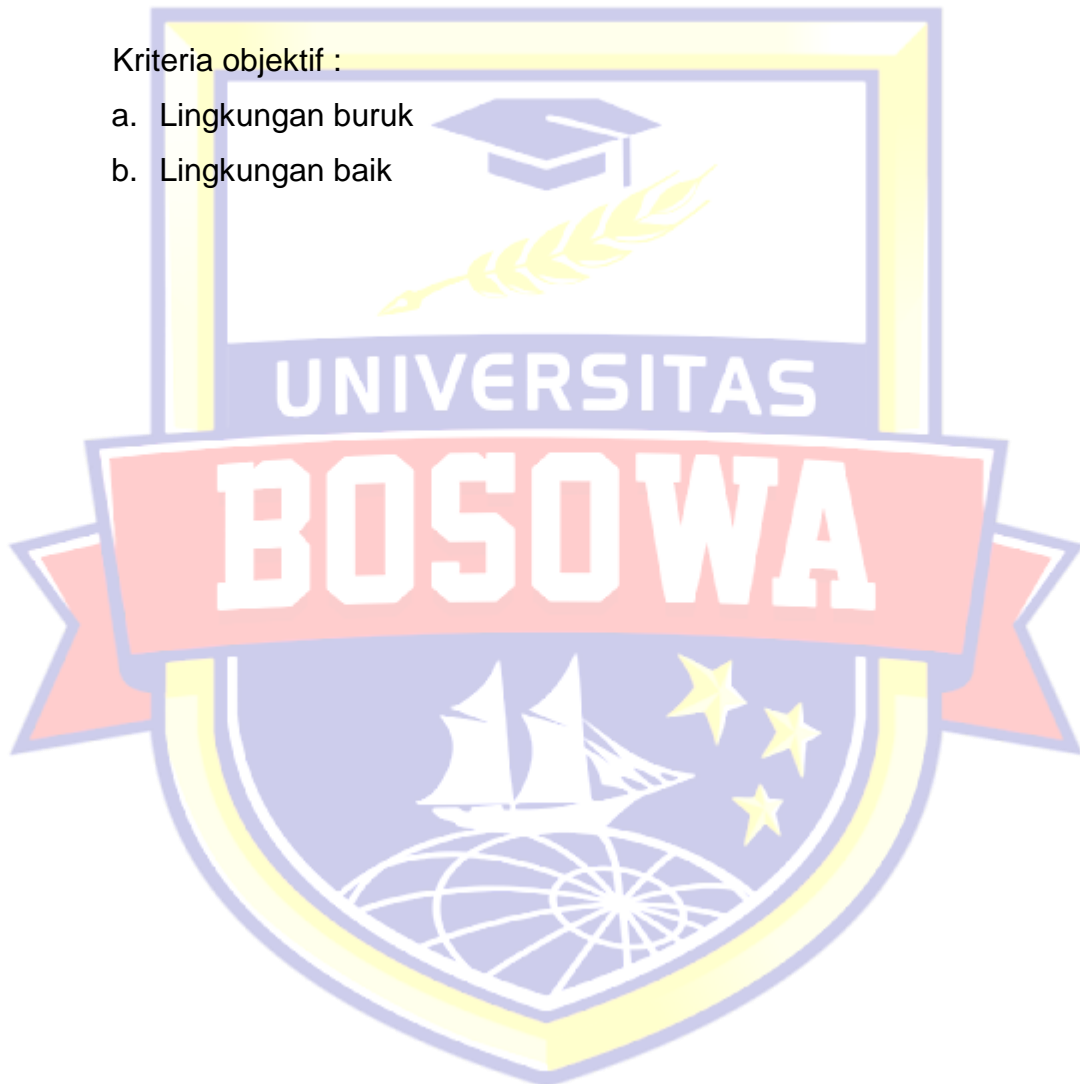 Kriteria objektif :
a. Lingkungan buruk
b. Lingkungan baik
UNIVERSITAS
BOSOWA